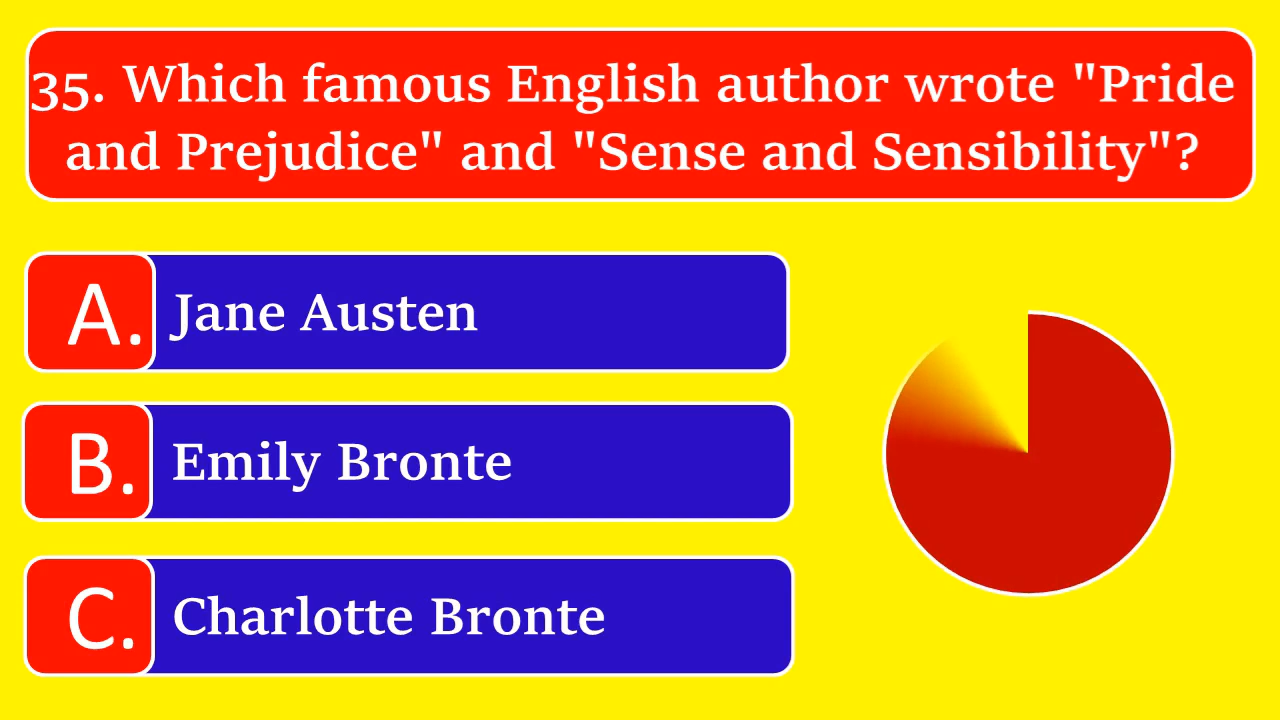 35. Which famous English author wrote "Pride
and Prejudice" and "Sense and Sensibility"?
A. Jane Austen
B. Emily Bronte
C. Charlotte Bronte